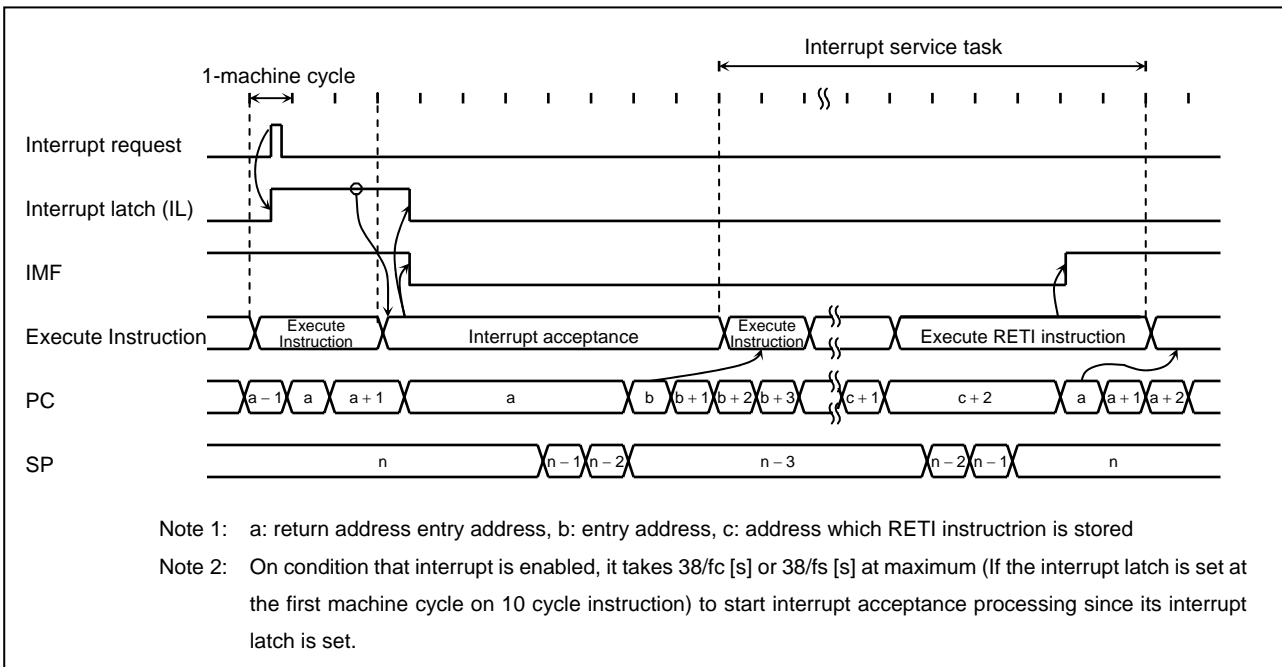 Interrupt service task
1-machine cycle
Interrupt request
Interrupt latch (IL)
IMF
Execute Instruction
Execute
Instruction
Interrupt acceptance
Execute
Instruction
Execute RETI instruction
PC
a − 1
a
a + 1
a
b
b + 1
b + 2
b + 3
c + 1
c + 2
a
a + 1
a + 2
SP
n
n − 1
n − 2
n − 3
n − 2
n − 1
n
Note 1: a: return address entry address, b: entry address, c: address which RETI instructrion is stored
Note 2: On condition that interrupt is enabled, it takes 38/fc [s] or 38/fs [s] at maximum (If the interrupt latch is set at
the first machine cycle on 10 cycle instruction) to start interrupt acceptance processing since its interrupt
latch is set.